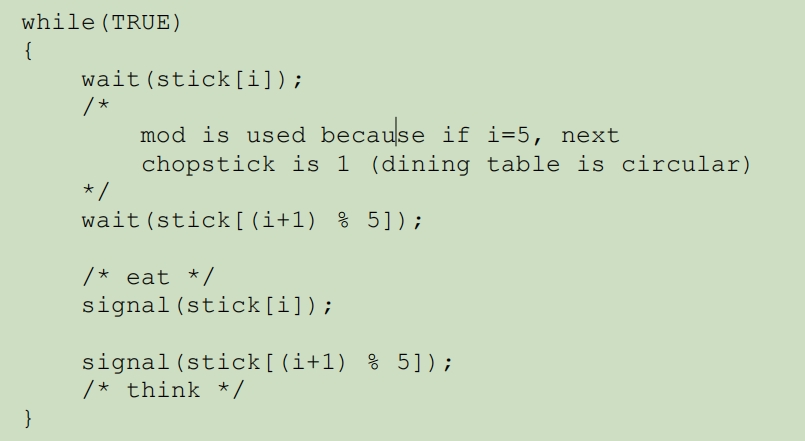 while(TRUE)
{
    wait(stick[i]);
    /*
        mod is used because if i=5, next
        chopstick is 1 (dining table is circular)
    */
    wait(stick[(i+1) % 5]);

    /* eat */
    signal(stick[i]);

    signal(stick[(i+1) % 5]);
    /* think */
}